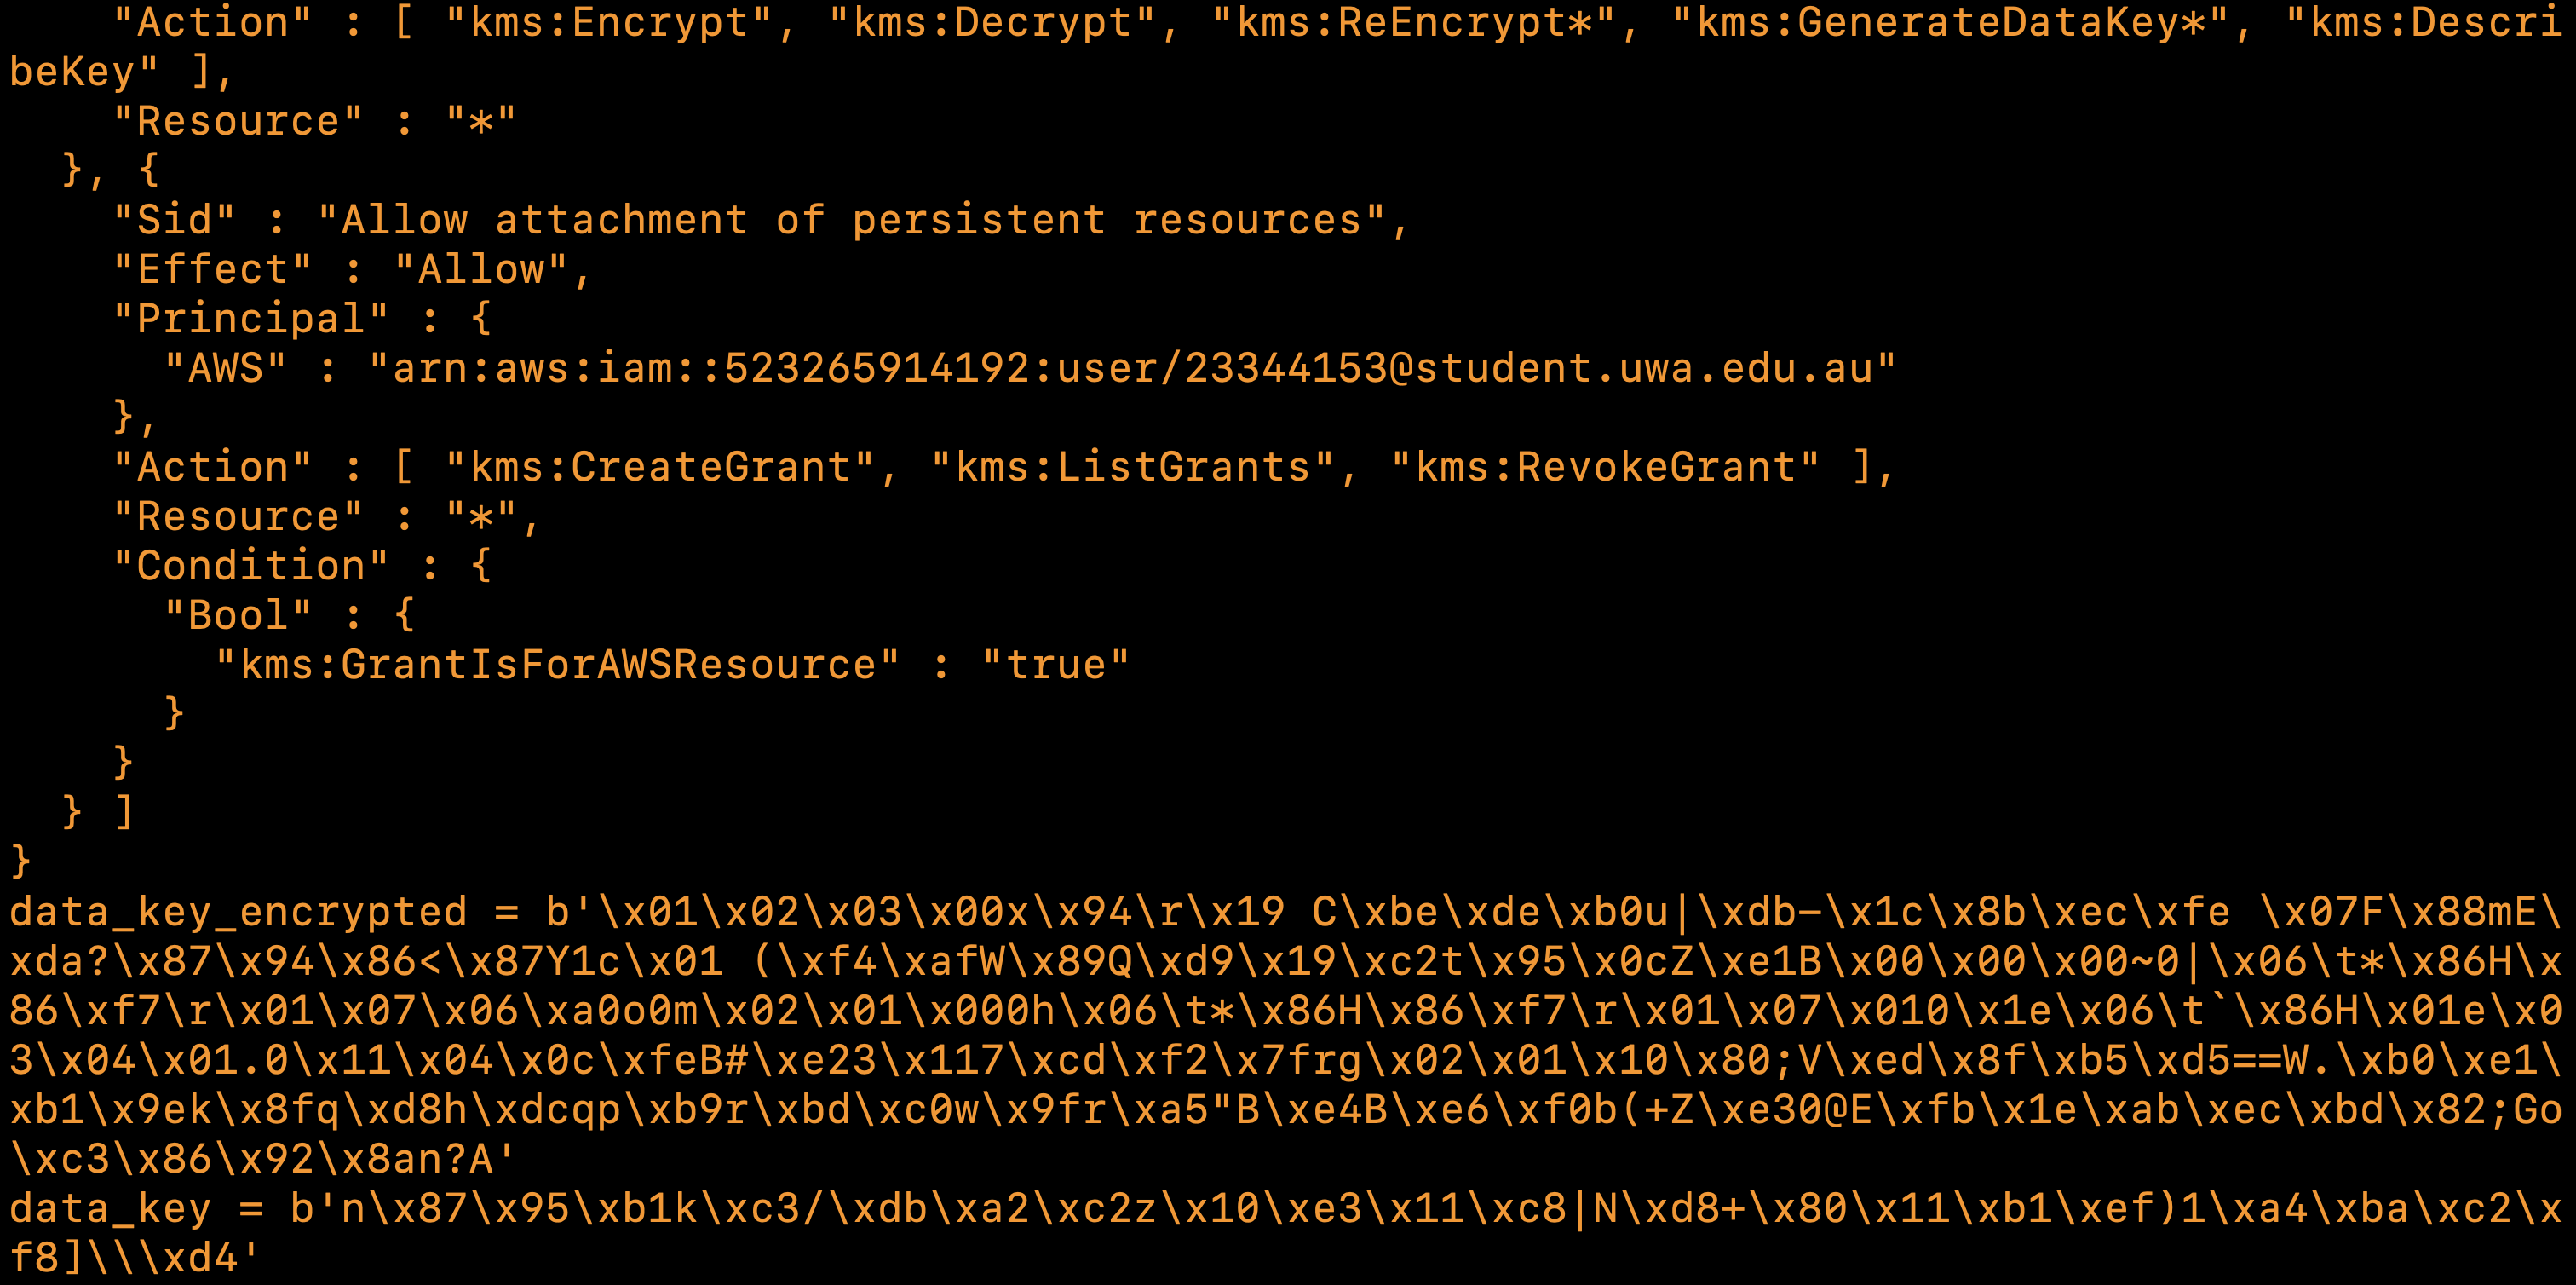 "Action" : [ "kms:Encrypt", "kms:Decrypt", "kms:ReEncrypt*", "kms:GenerateDataKey*", "kms:Descri
beKey" ],
    "Resource" : "*"
  }, {
    "Sid" : "Allow attachment of persistent resources",
    "Effect" : "Allow",
    "Principal" : {
      "AWS" : "arn:aws:iam::523265914192:user/23344153@student.uwa.edu.au"
    },
    "Action" : [ "kms:CreateGrant", "kms:ListGrants", "kms:RevokeGrant" ],
    "Resource" : "*",
    "Condition" : {
      "Bool" : {
        "kms:GrantIsForAWSResource" : "true"
      }
    }
  } ]
}
data_key_encrypted = b'\x01\x02\x03\x00x\x94\r\x19 C\xbe\xde\xb0u|\xdb-\x1c\x8b\xec\xfe \x07F\x88mE\
xda?\x87\x94\x86<\x87Y1c\x01 (\xf4\xafW\x89Q\xd9\x19\xc2t\x95\x0cZ\xe1B\x00\x00\x00~0|\x06\t*\x86H\x
86\xf7\r\x01\x07\x06\xa0o0m\x02\x01\x000h\x06\t*\x86H\x86\xf7\r\x01\x07\x010\x1e\x06\t`\x86H\x01e\x0
3\x04\x01.0\x11\x04\x0c\xfeB#\xe23\x117\xcd\xf2\x7frg\x02\x01\x10\x80;V\xed\x8f\xb5\xd5==W.\xb0\xe1\
xb1\x9ek\x8fq\xd8h\xdcqp\xb9r\xbd\xc0w\x9fr\xa5"B\xe4B\xe6\xf0b(+Z\xe30@E\xfb\x1e\xab\xec\xbd\x82;Go
\xc3\x86\x92\x8an?A'
data_key = b'n\x87\x95\xb1k\xc3/\xdb\xa2\xc2z\x10\xe3\x11\xc8|N\xd8+\x80\x11\xb1\xef)1\xa4\xba\xc2\x
f8]\\\xd4'